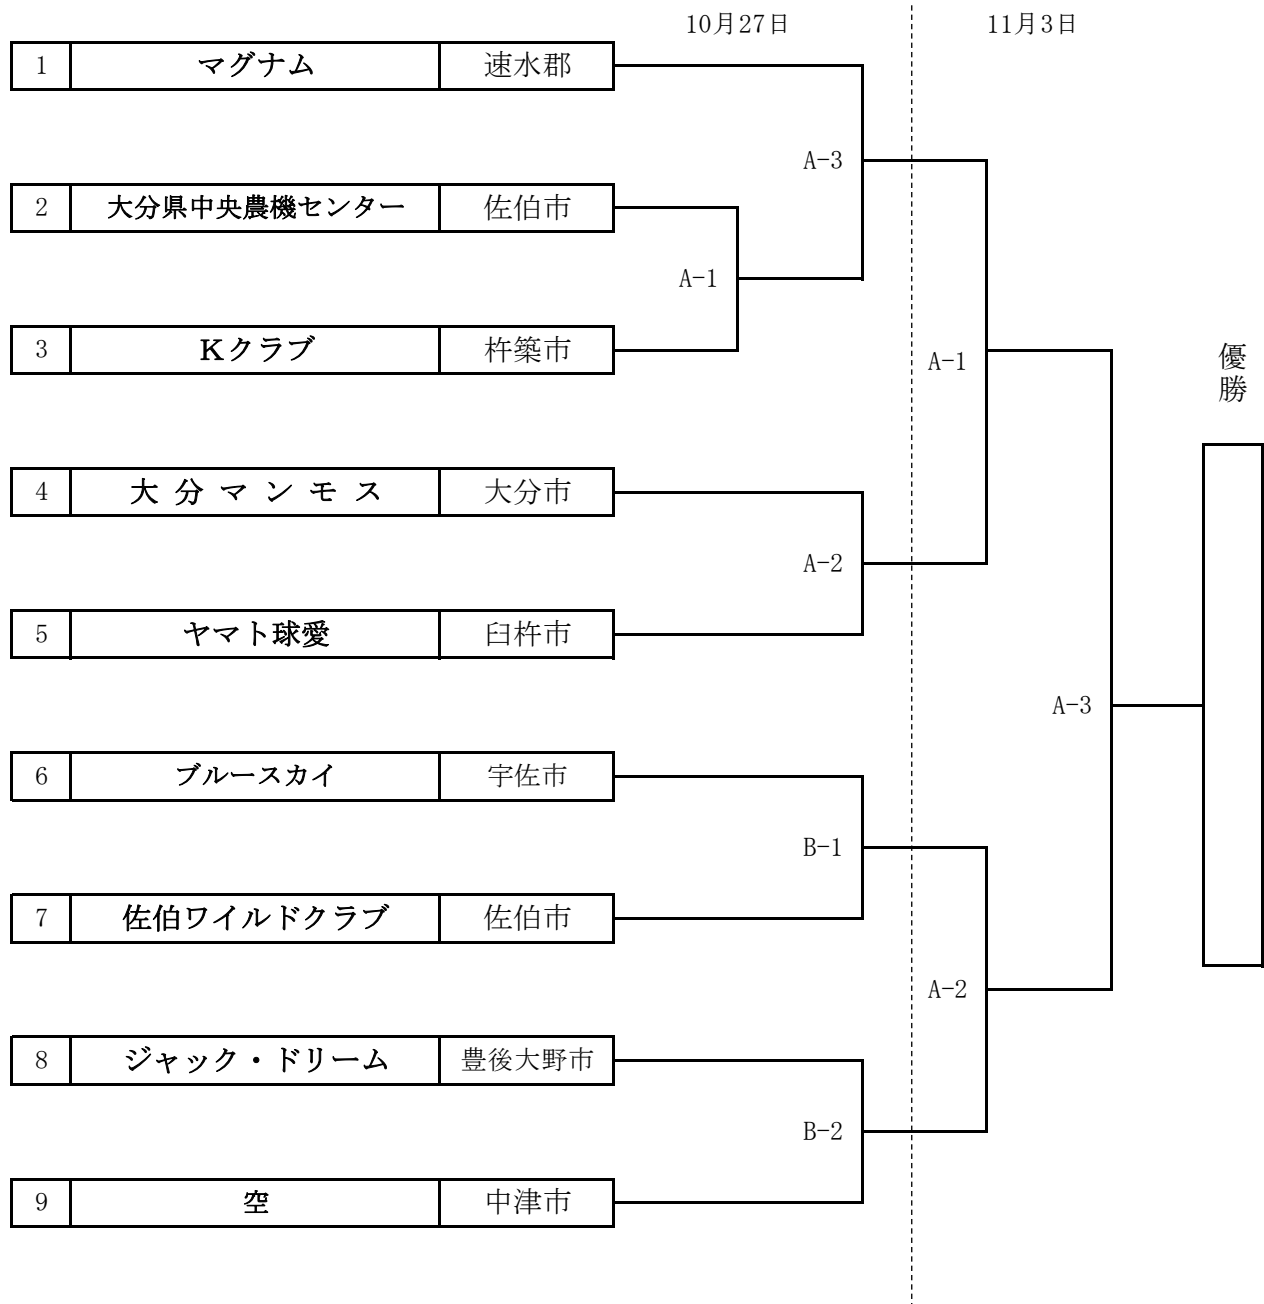 10月27日 11月3日
1 マグナム 速水郡
A-3
2 大分県中央農機センター 佐伯市
A-1
3 Kクラブ 杵築市
A-1
優勝
4 大分マンモス 大分市
A-2
5 ヤマト球愛 臼杵市
A-3
6 ブルースカイ 宇佐市
B-1
7 佐伯ワイルドクラブ 佐伯市
A-2
8 ジャック・ドリーム 豊後大野市
B-2
9 空 中津市